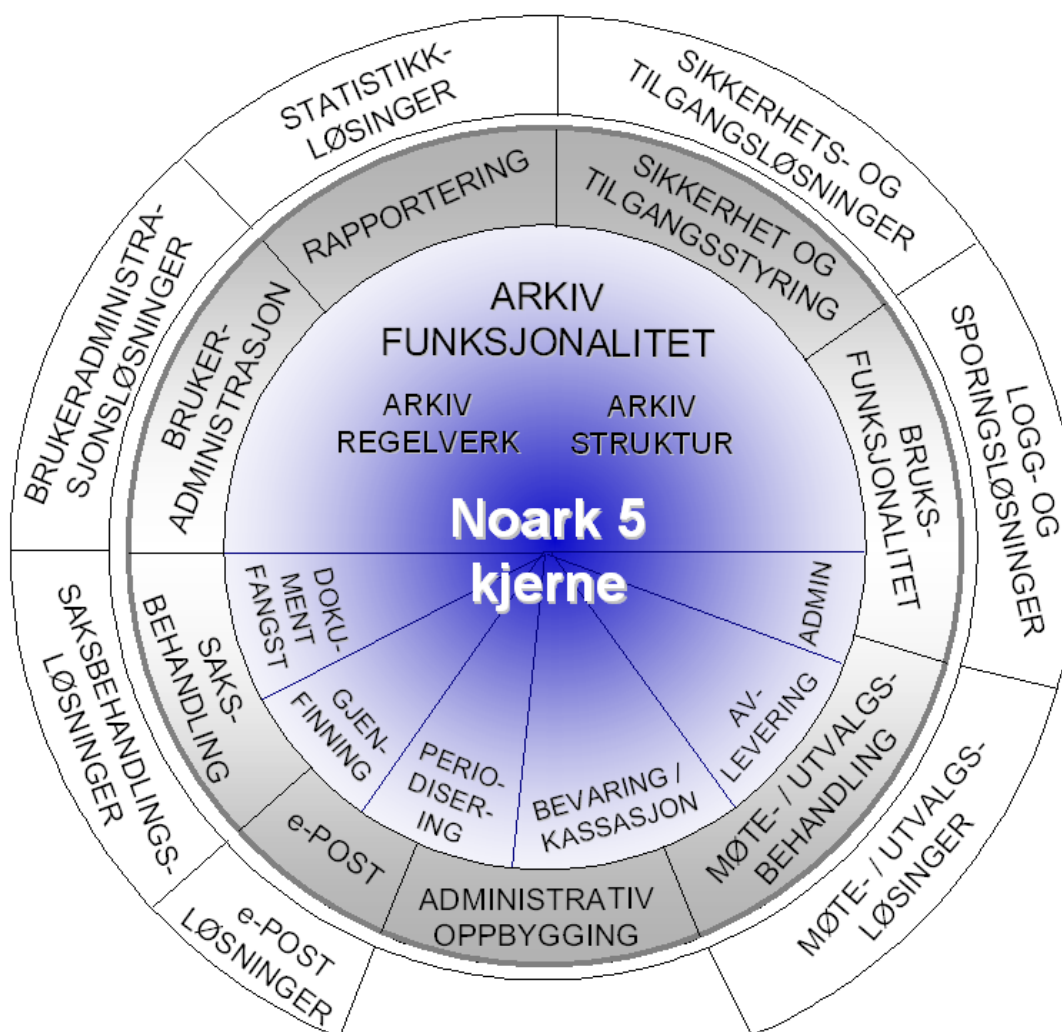 STATISTIKK-
LØSINGER
SIKKERHETS- OG
TILGANGSLØSNINGER
BRUKERADMINISTRA-
SJONSLØSNINGER
LOGG- OG
SPORINGSLØSNINGER
SAKSBEHANDLINGS-
LØSNINGER
e-POST
LØSNINGER
MØTE- / UTVALGS-
LØSINGER
RAPPORTERING
SIKKERHET OG
TILGANGSSTYRING
BRUKER-
ADMINISTRASJON
BRUKS-
FUNKSJONALITET
SAKS-
BEHANDLING
e-POST
ADMINISTRATIV
OPPBYGGING
MØTE- / UTVALGS-
BEHANDLING
ARKIV
FUNKSJONALITET
ARKIV
REGELVERK
ARKIV
STRUKTUR
Noark 5
kjerne
DOKU-
MENT
FANGST
GJEN-
FINNING
PERIO-
DISER-
ING
BEVARING /
KASSASJON
AV-
LEVERING
ADMIN